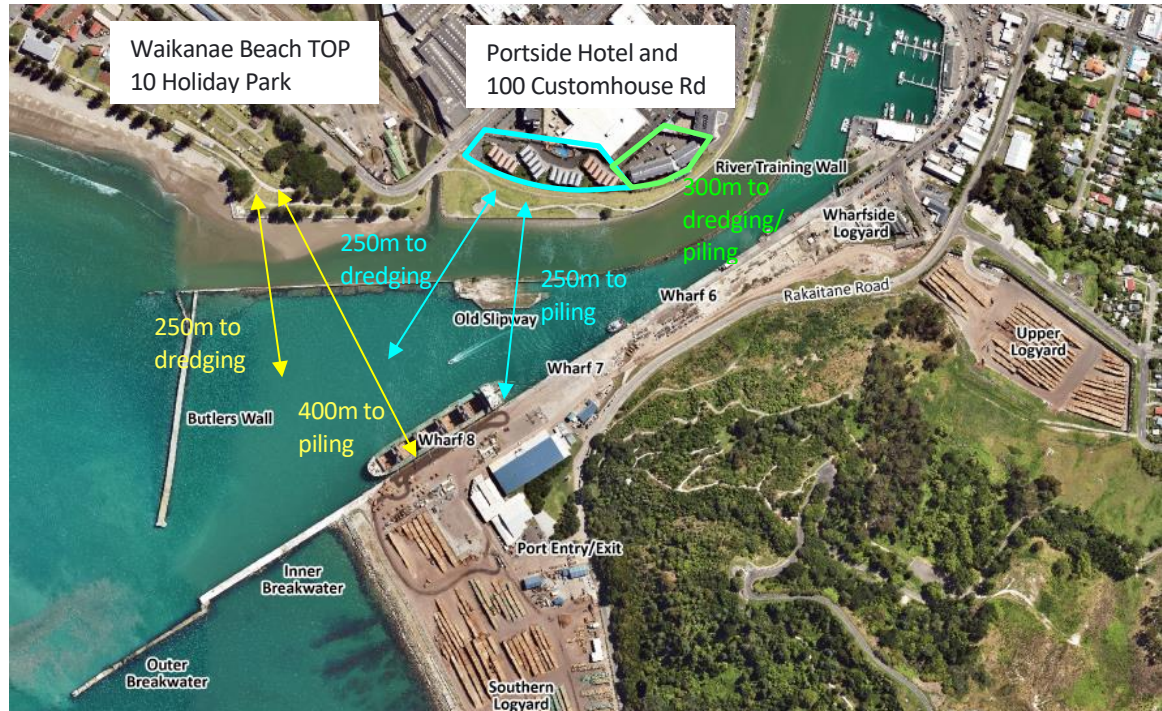 Waikanae Beach TOP
10 Holiday Park
Portside Hotel and
100 Customhouse Rd
River Training Wall
300m to
dredging/
piling
Wharfside
Logyard
250m to
dredging
250m to
piling
Wharf 6
Rakaitane Road
Old Slipway
Upper
Logyard
250m to
dredging
Wharf 7
Butlers Wall
400m to
piling
Wharf 8
Port Entry/Exit
Inner
Breakwater
Outer
Breakwater
Southern
Logyard